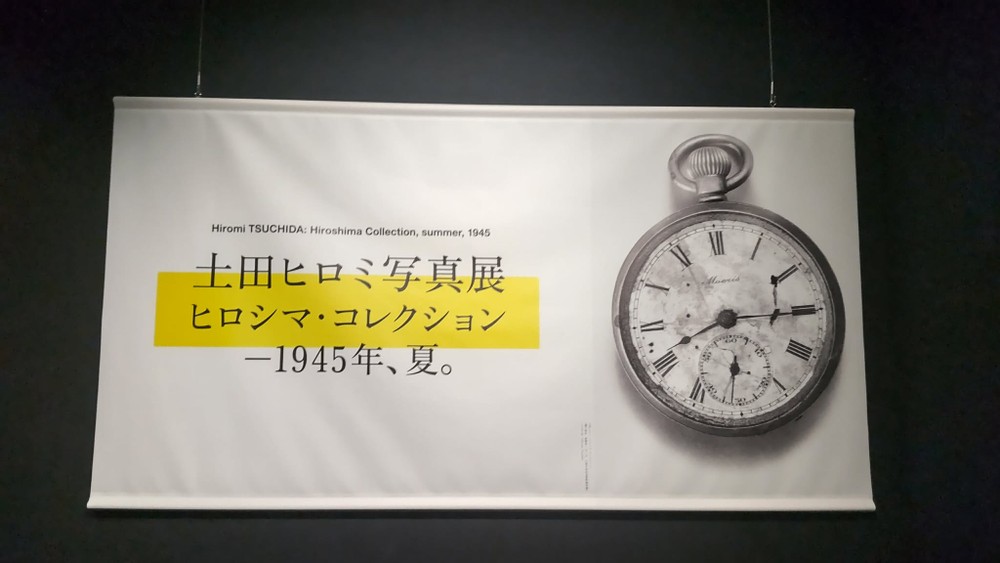 Hiromi TSUCHIDA: Hiroshima Collection, summer, 1945
土田ヒロミ写真展
ヒロシマ・コレクション
―1945年、夏。
60